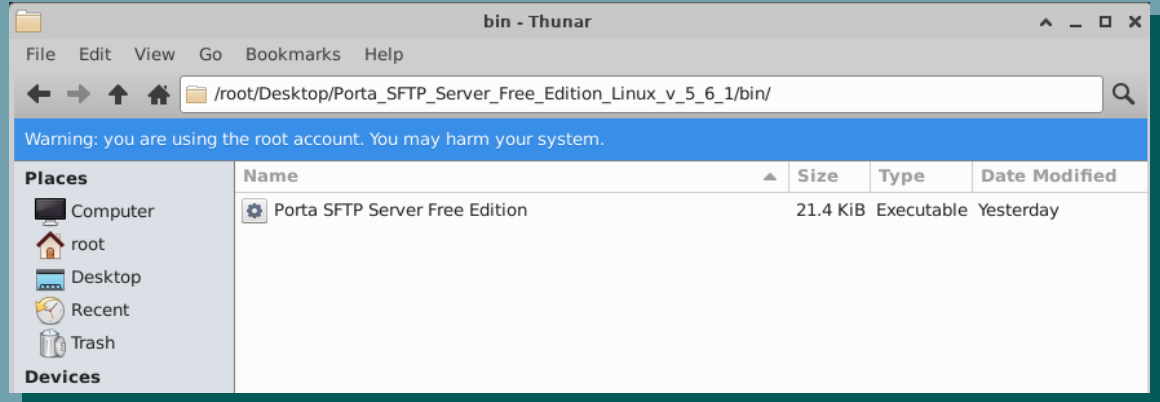 bin - Thunar
File Edit View Go Bookmarks Help
/root/Desktop/Porta_SFTP_Server_Free_Edition_Linux_v_5_6_1/bin/
Warning: you are using the root account. You may harm your system.
Places
Computer
root
Desktop
Recent
Trash
Devices
Name Size Type Date Modified
Porta SFTP Server Free Edition 21.4 KiB Executable Yesterday